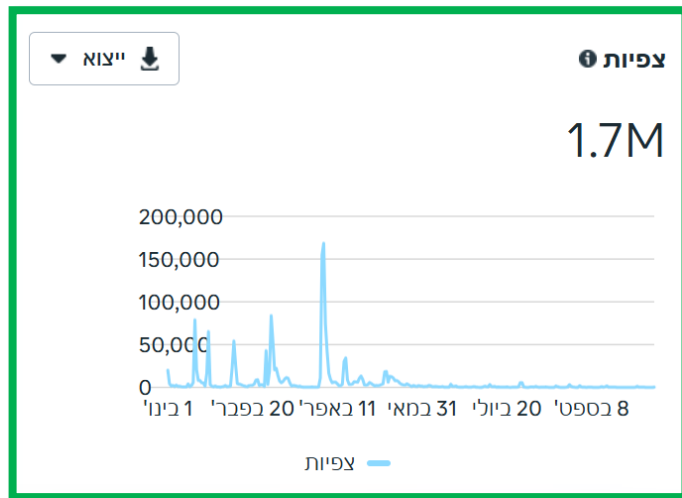 צפיות
ייצוא
1.7M
200,000
150,000
100,000
50,000
0
1 בינו' 20 בפבר' 11 באפר' 31 במאי 20 ביולי 8 בספט'
צפיות